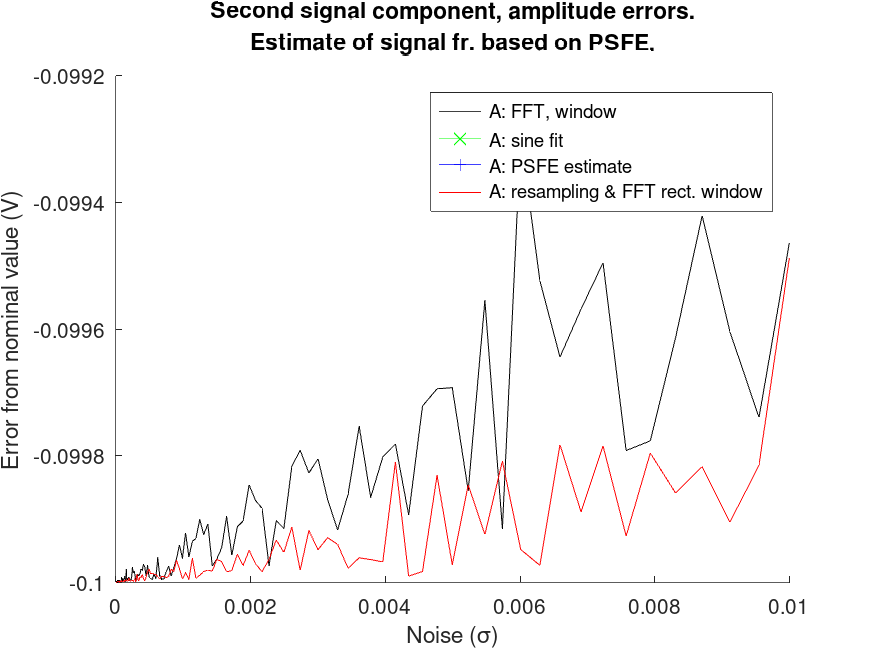 Second signal component, amplitude errors.
Estimate of signal fr. based on PSFE.
-0.0992
-0.0994
-0.0996
-0.0998
-0.1
Error from nominal value (V)
A: FFT, window
A: sine fit
A: PSFE estimate
A: resampling & FFT rect. window
0 0.002 0.004 0.006 0.008 0.01
Noise (σ)